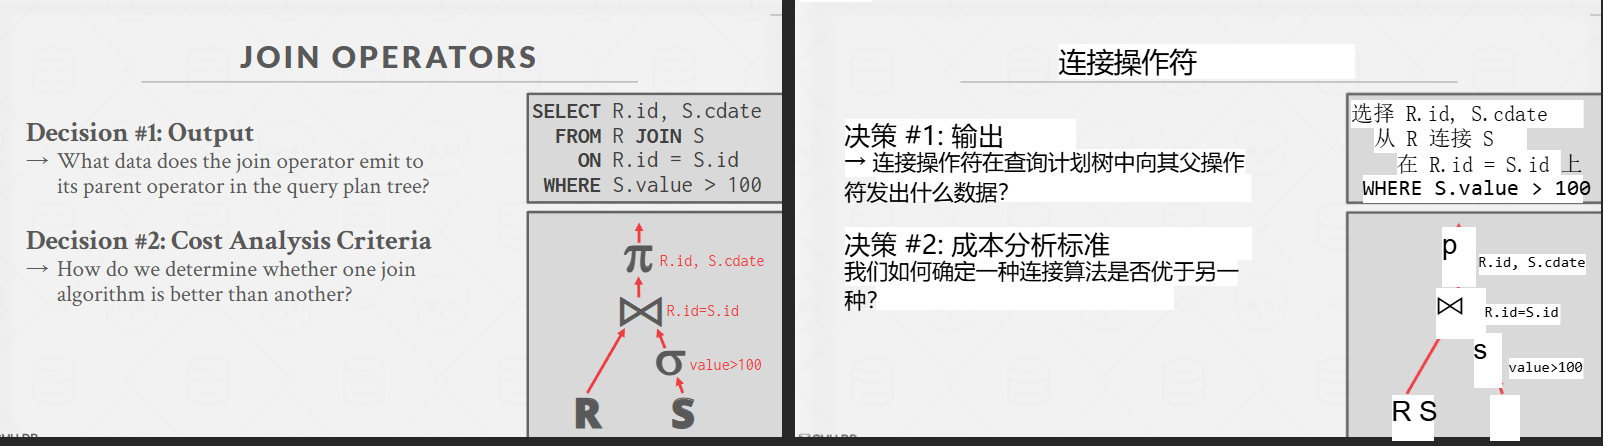 JOIN OPERATORS
Decision #1: Output
→ What data does the join operator emit to
its parent operator in the query plan tree?
Decision #2: Cost Analysis Criteria
→ How do we determine whether one join
algorithm is better than another?
SELECT R.id, S.cdate
FROM R JOIN S
ON R.id = S.id
WHERE S.value > 100
π R.id, S.cdate
⋈ R.id=S.id
σ value>100
R S
连接操作符
决策 #1: 输出
→ 连接操作符在查询计划树中向其父操作
符发出什么数据?
决策 #2: 成本分析标准
我们如何确定一种连接算法是否优于另一
种?
选择 R.id, S.cdate
从 R 连接 S
在 R.id = S.id 上
WHERE S.value > 100
p R.id, S.cdate
⋈ R.id=S.id
s value>100
R S